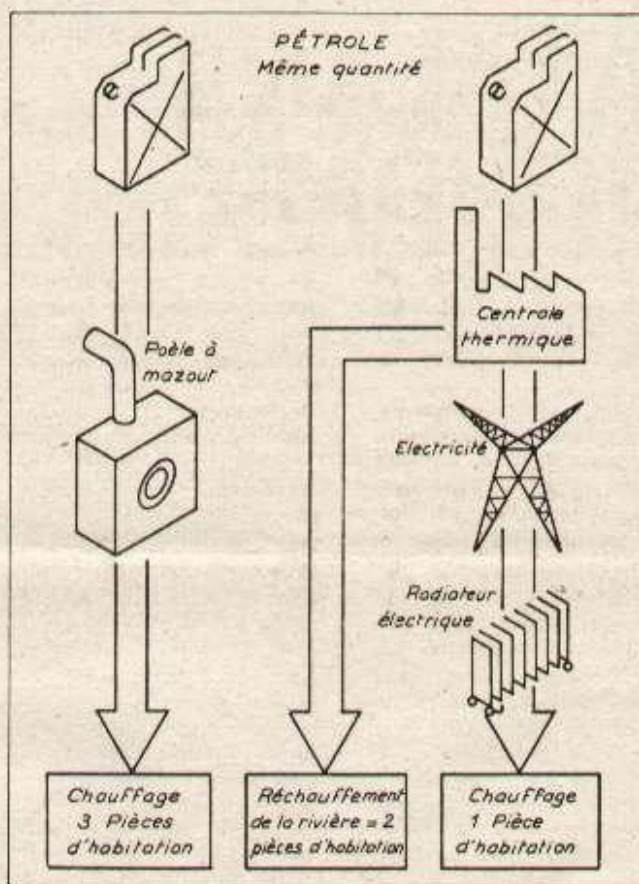 PÉTROLE
Même quantité
Poêle à
mazout
Centrale
thermique
Electricité
Radiateur
électrique
Chauffage
3 Pièces
d'habitation
Réchauffement
de la rivière = 2
pièces d'habitation
Chauffage
1 Pièce
d'habitation